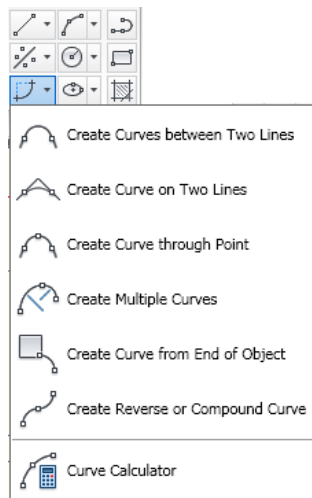 Create Curves between Two Lines
Create Curve on Two Lines
Create Curve through Point
Create Multiple Curves
Create Curve from End of Object
Create Reverse or Compound Curve
Curve Calculator